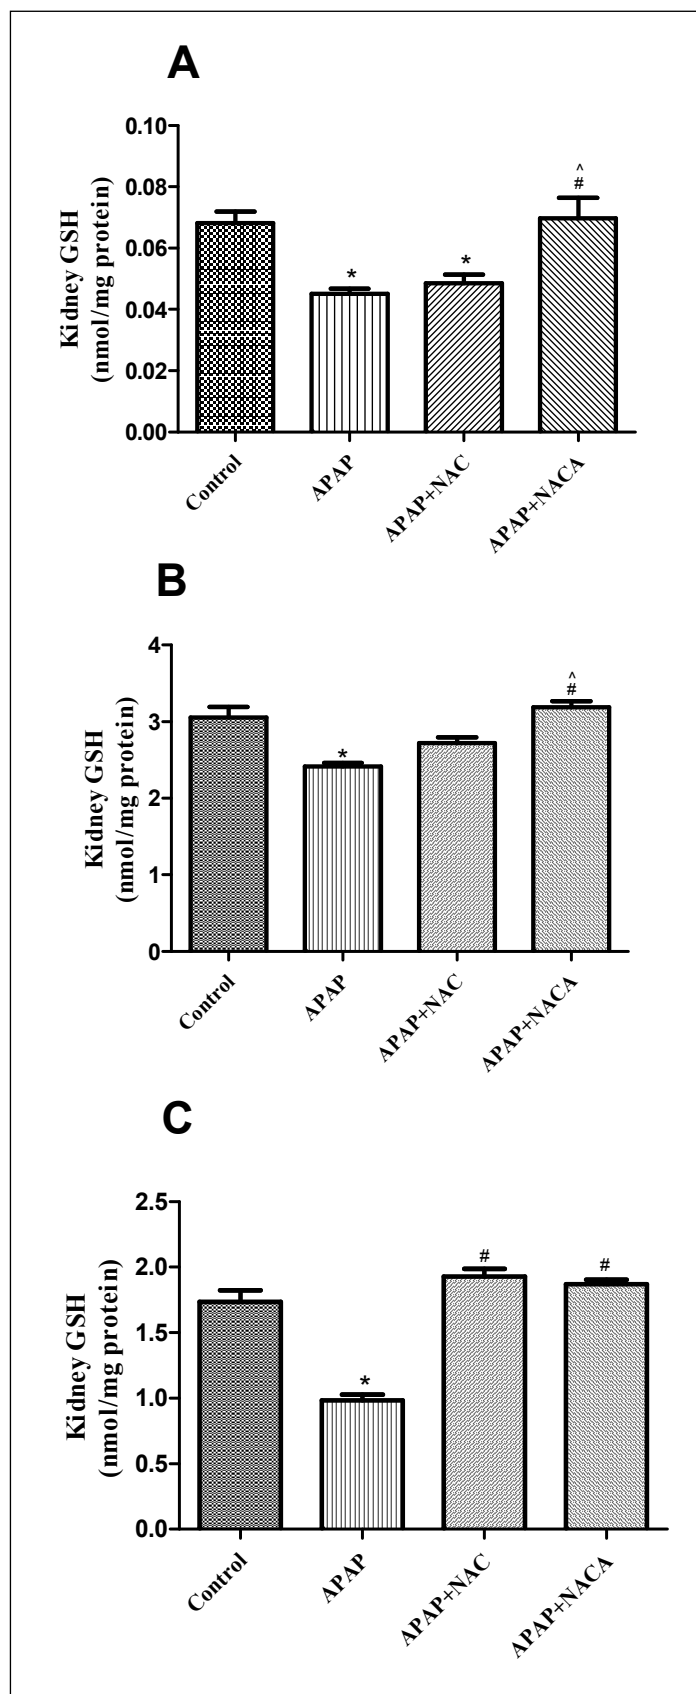 A
Kidney GSH
(nmol/mg protein)
0.10
0.08
0.06
0.04
0.02
0.00
*
*
^
#
Control
APAP
APAP+NAC
APAP+NACA
B
Kidney GSH
(nmol/mg protein)
4
3
2
1
0
*
^
#
Control
APAP
APAP+NAC
APAP+NACA
C
Kidney GSH
(nmol/mg protein)
2.5
2.0
1.5
1.0
0.5
0.0
*
#
#
Control
APAP
APAP+NAC
APAP+NACA